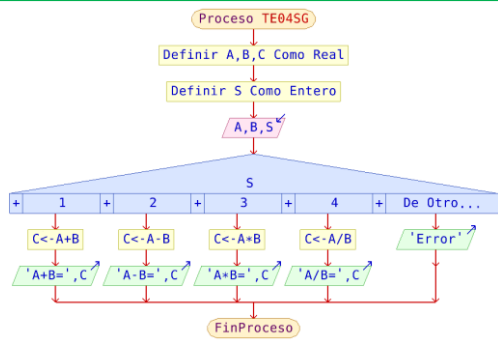 Proceso TE04SG
Definir A,B,C Como Real
Definir S Como Entero
A,B,S
S
+ 1 + 2 + 3 + 4 + De Otro...
C<-A+B C<-A-B C<-A*B C<-A/B 'Error'
'A+B=',C 'A-B=',C 'A*B=',C 'A/B=',C
FinProceso